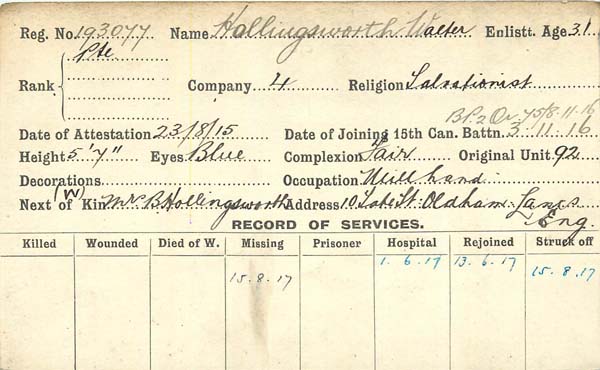 Reg. No. 193077 Name Hollingsworth Walter Enlistt. Age 31
Rank Pte Company 4 Religion Salvationist
B.P. 2 Or. 75/8-11-16
Date of Attestation 23/8/15 Date of Joining 15th Can. Battn. 3.11.16
Height 5'7" Eyes Blue Complexion Fair Original Unit 92
Decorations Occupation Mill hand
Next of Kin (W) Mrs B Hollingsworth Address 10 St. Oldham. Lancs
Eng.
RECORD OF SERVICES.
Killed Wounded Died of W. Missing Prisoner Hospital Rejoined Struck off
15.8.17 1.6.17 13.6.17 15.8.17